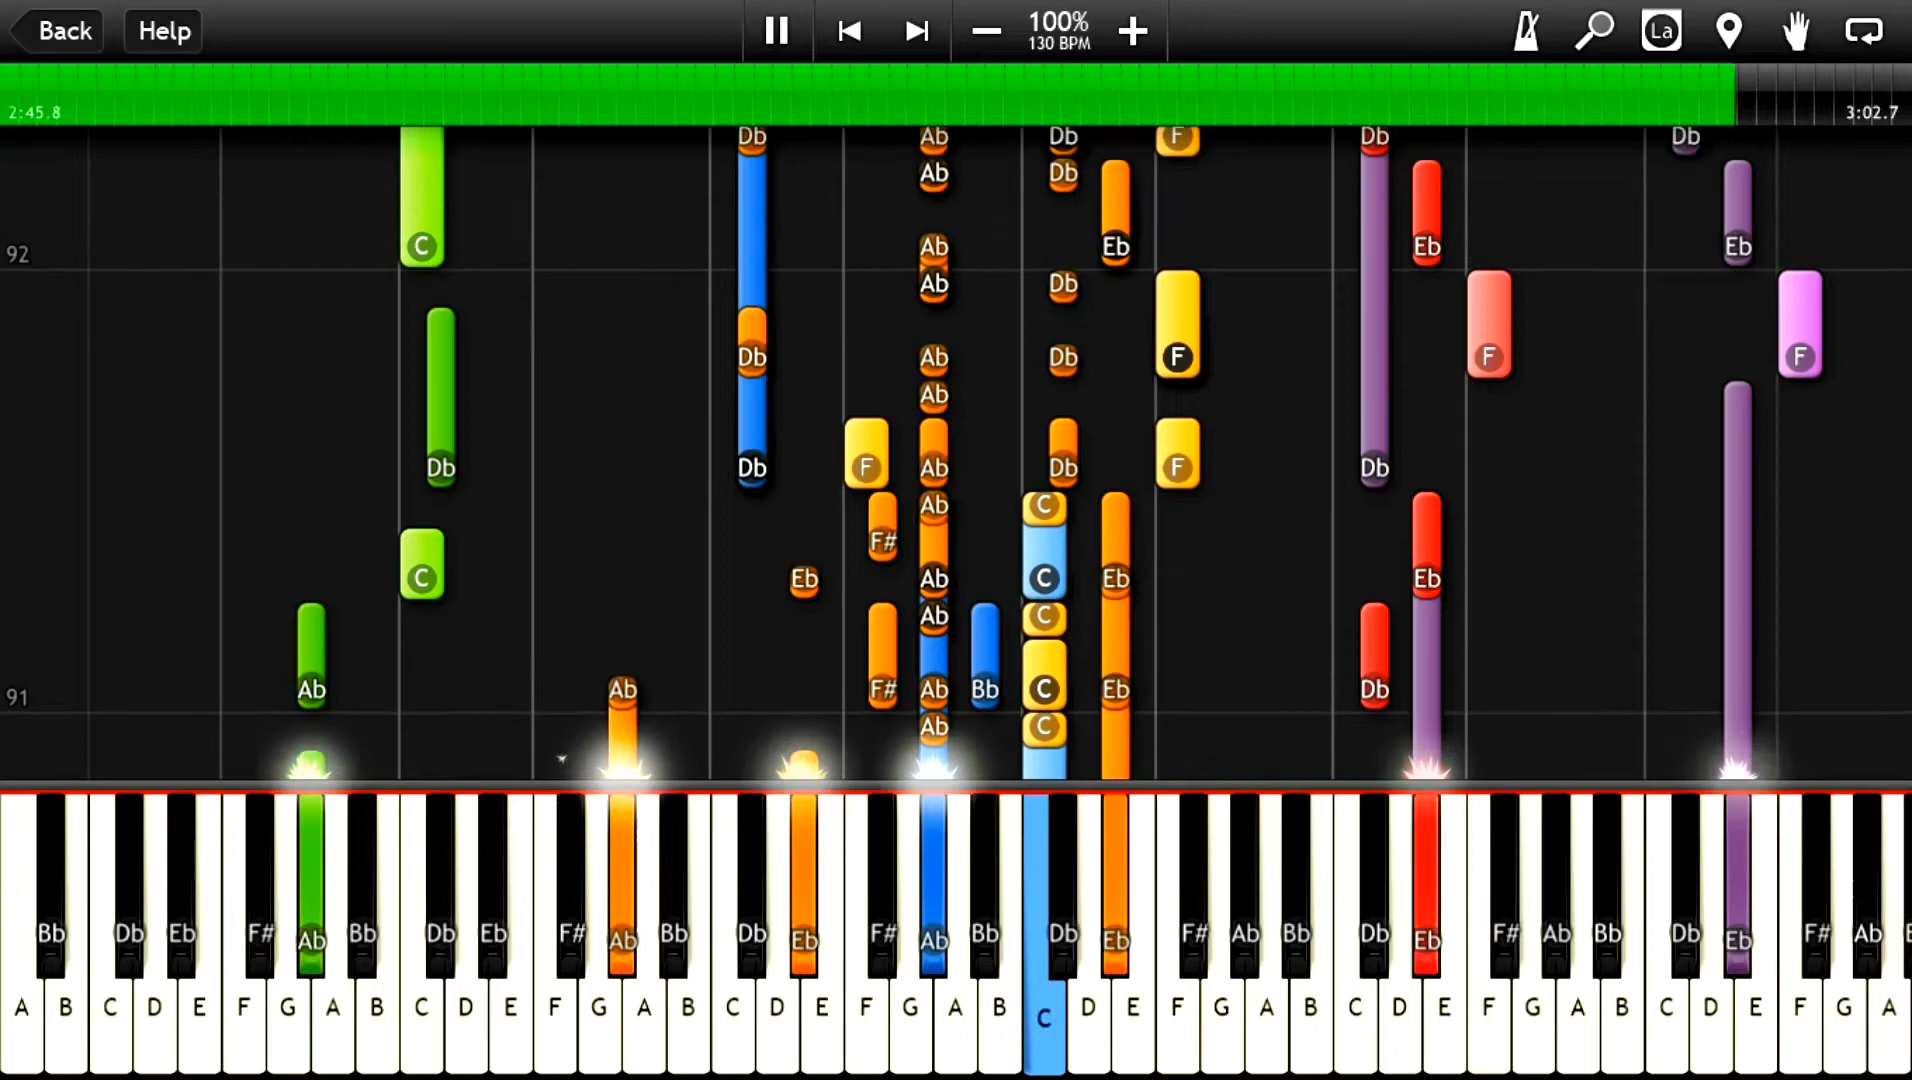 Back Help 100% La
130 BPM
2:45.8 3:02.7
Db Ab Db F Db Db
Ab Db
C Ab Eb Eb Eb
92
Ab Db
Db Ab Db F F F
Ab
Db Db F Ab Db F Db
Ab C
F#
C Eb Ab C Eb Eb
Ab C
91 Ab Ab F# Ab Bb C Eb Db
Ab C
Bb Db Eb F# Ab Bb Db Eb F# Ab Bb Db Eb F# Ab Bb Db Eb F# Ab Bb Db Eb F# Ab Bb Db Eb F# Ab
A B C D E F G A B C D E F G A B C D E F G A B C D E F G A B C D E F G A B C D E F G A